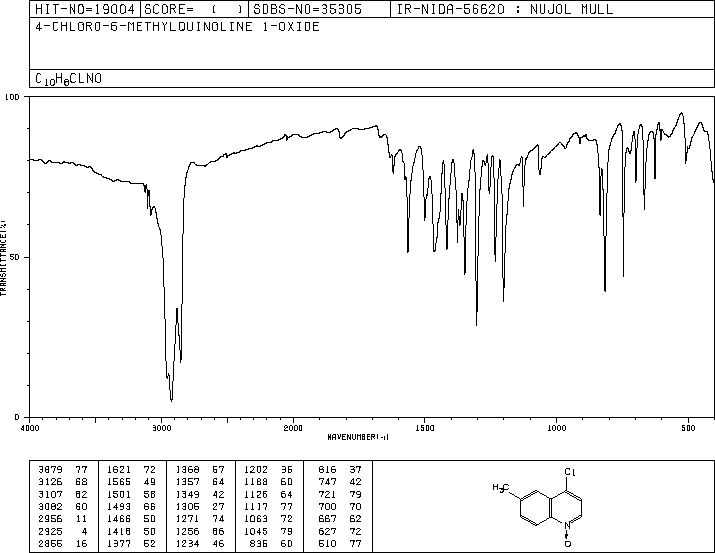 HIT-NO=19004 SCORE= ( ) SDBS-NO=35305 IR-NIDA-56620 : NUJOL MULL
4-CHLORO-6-METHYLQUINOLINE 1-OXIDE
C10H8CLNO
100
50
0
TRANSMITTANCE(%)
4000 3000 2000 1500 1000 500
WAVENUMBER(-1)
3879 77 1621 72 1368 57 1202 35 816 37
3126 68 1565 49 1357 64 1188 60 747 42
3107 62 1501 58 1349 42 1126 64 721 79
3082 60 1493 66 1305 27 1117 77 700 70
2956 11 1466 50 1271 74 1063 72 667 62
2925 4 1418 50 1256 66 1045 79 627 72
2855 16 1377 52 1234 46 836 60 510 77
Cl
H3C
N
O